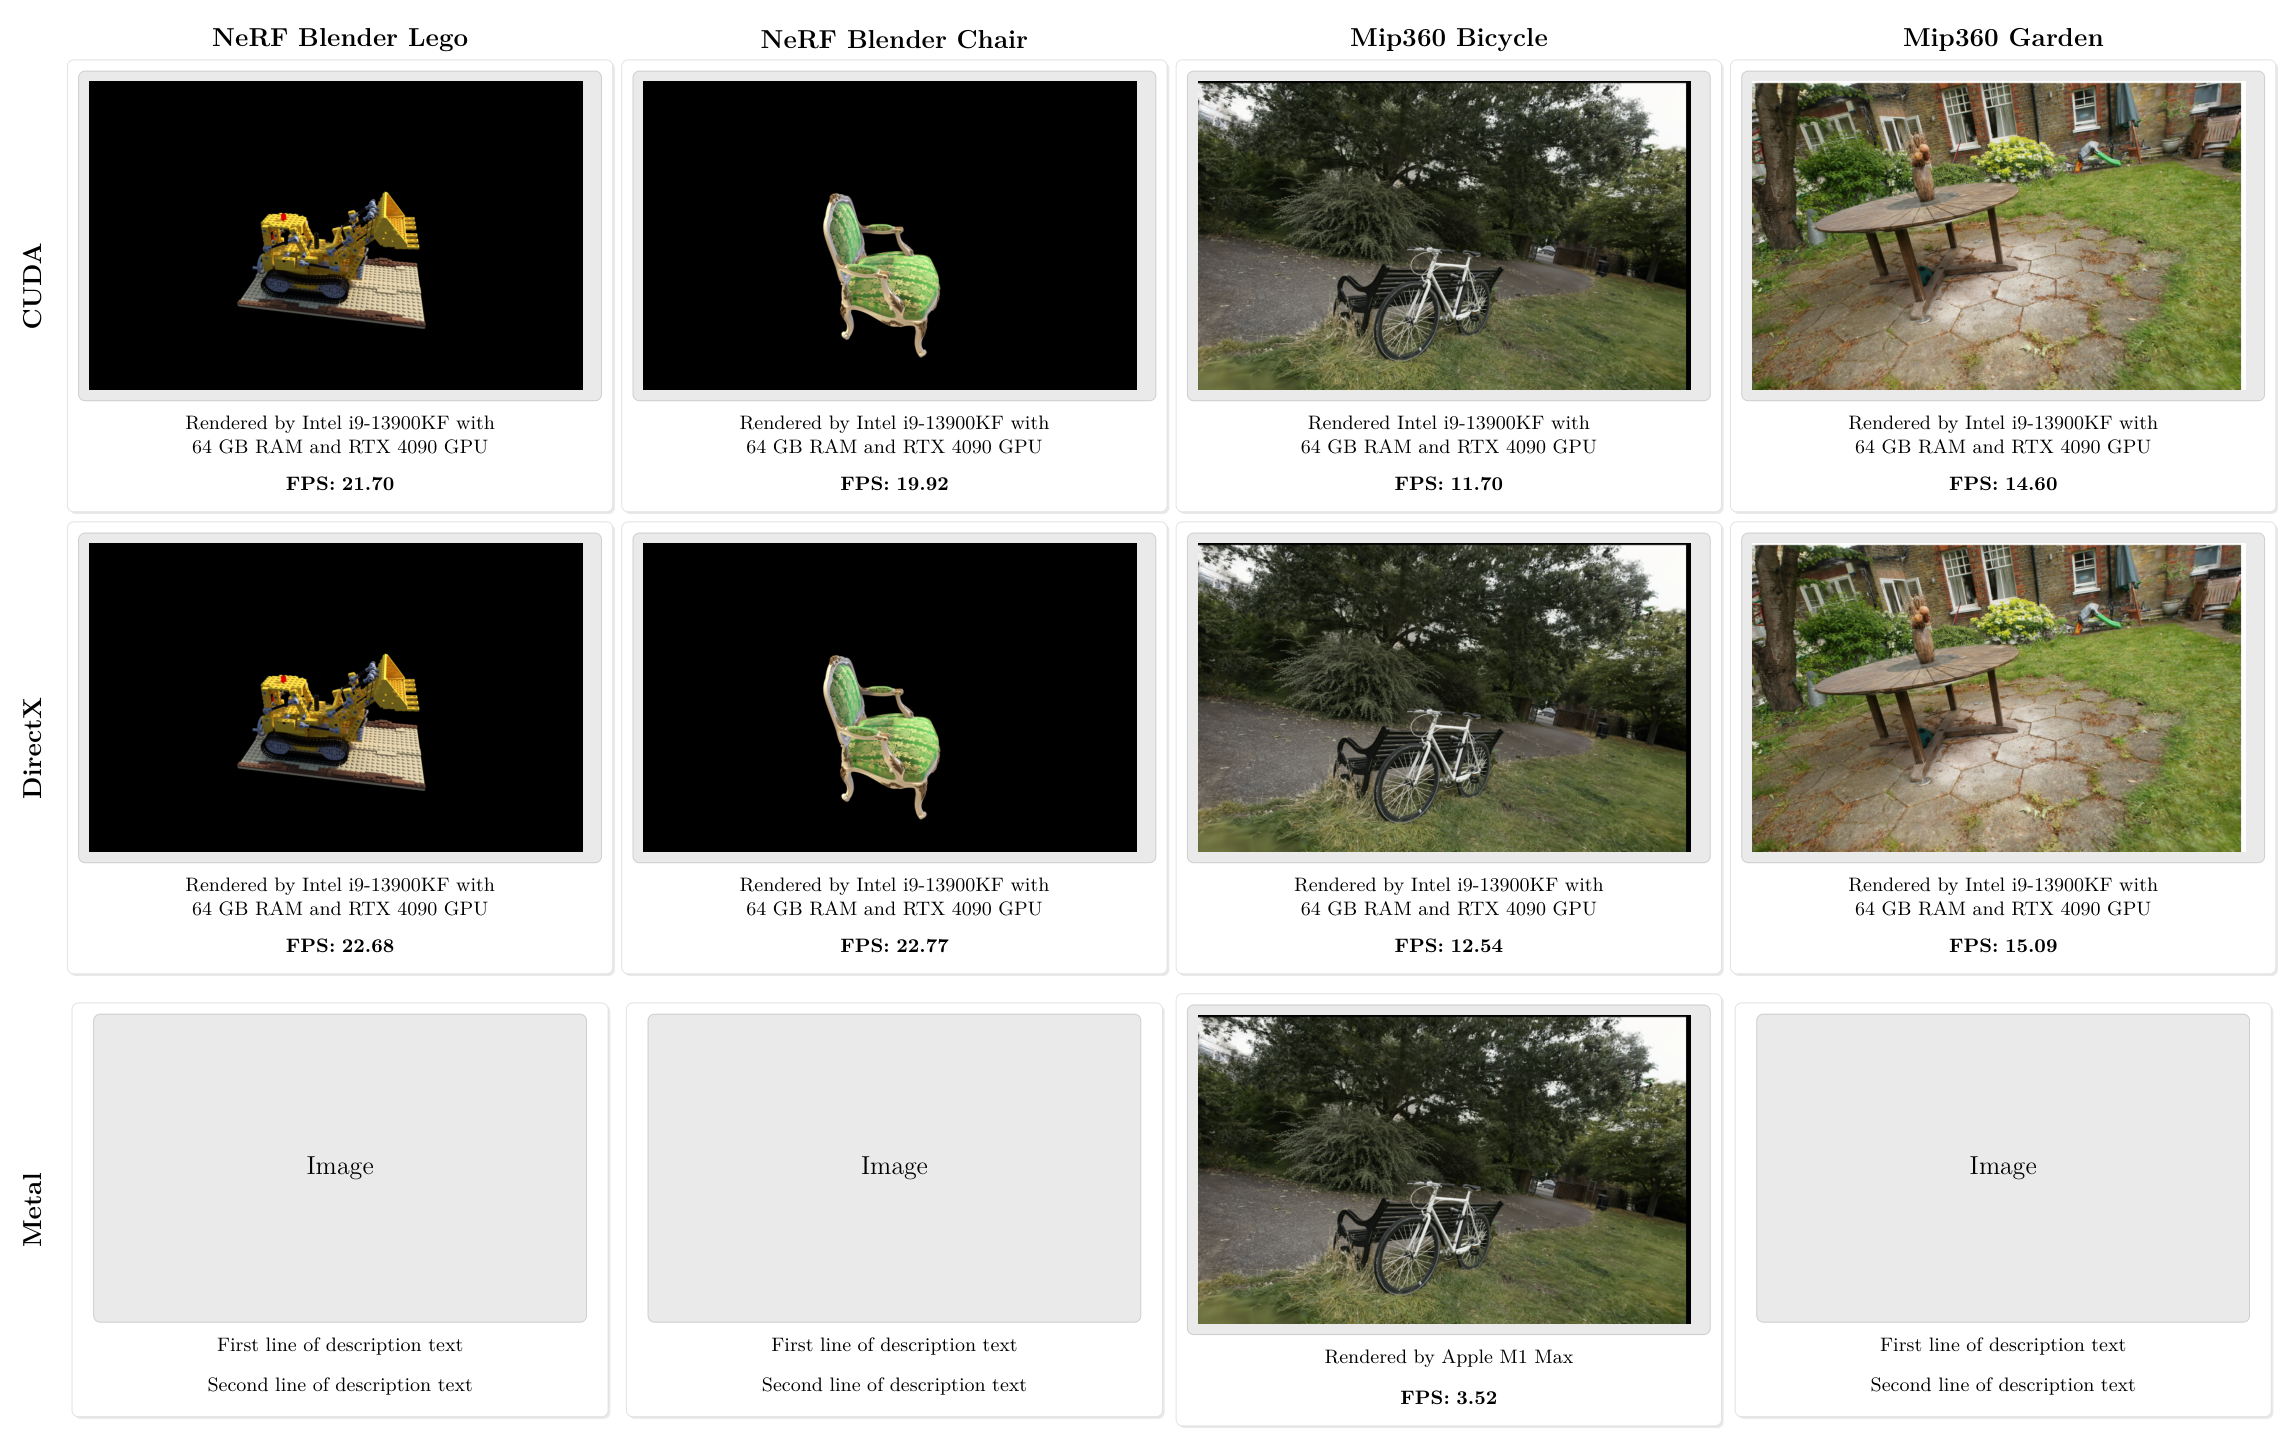 NeRF Blender Lego
NeRF Blender Chair
Mip360 Bicycle
Mip360 Garden
CUDA
Rendered by Intel i9-13900KF with
64 GB RAM and RTX 4090 GPU
FPS: 21.70
Rendered by Intel i9-13900KF with
64 GB RAM and RTX 4090 GPU
FPS: 19.92
Rendered Intel i9-13900KF with
64 GB RAM and RTX 4090 GPU
FPS: 11.70
Rendered by Intel i9-13900KF with
64 GB RAM and RTX 4090 GPU
FPS: 14.60
DirectX
Rendered by Intel i9-13900KF with
64 GB RAM and RTX 4090 GPU
FPS: 22.68
Rendered by Intel i9-13900KF with
64 GB RAM and RTX 4090 GPU
FPS: 22.77
Rendered by Intel i9-13900KF with
64 GB RAM and RTX 4090 GPU
FPS: 12.54
Rendered by Intel i9-13900KF with
64 GB RAM and RTX 4090 GPU
FPS: 15.09
Metal
Image
First line of description text
Second line of description text
Image
First line of description text
Second line of description text
Rendered by Apple M1 Max
FPS: 3.52
Image
First line of description text
Second line of description text